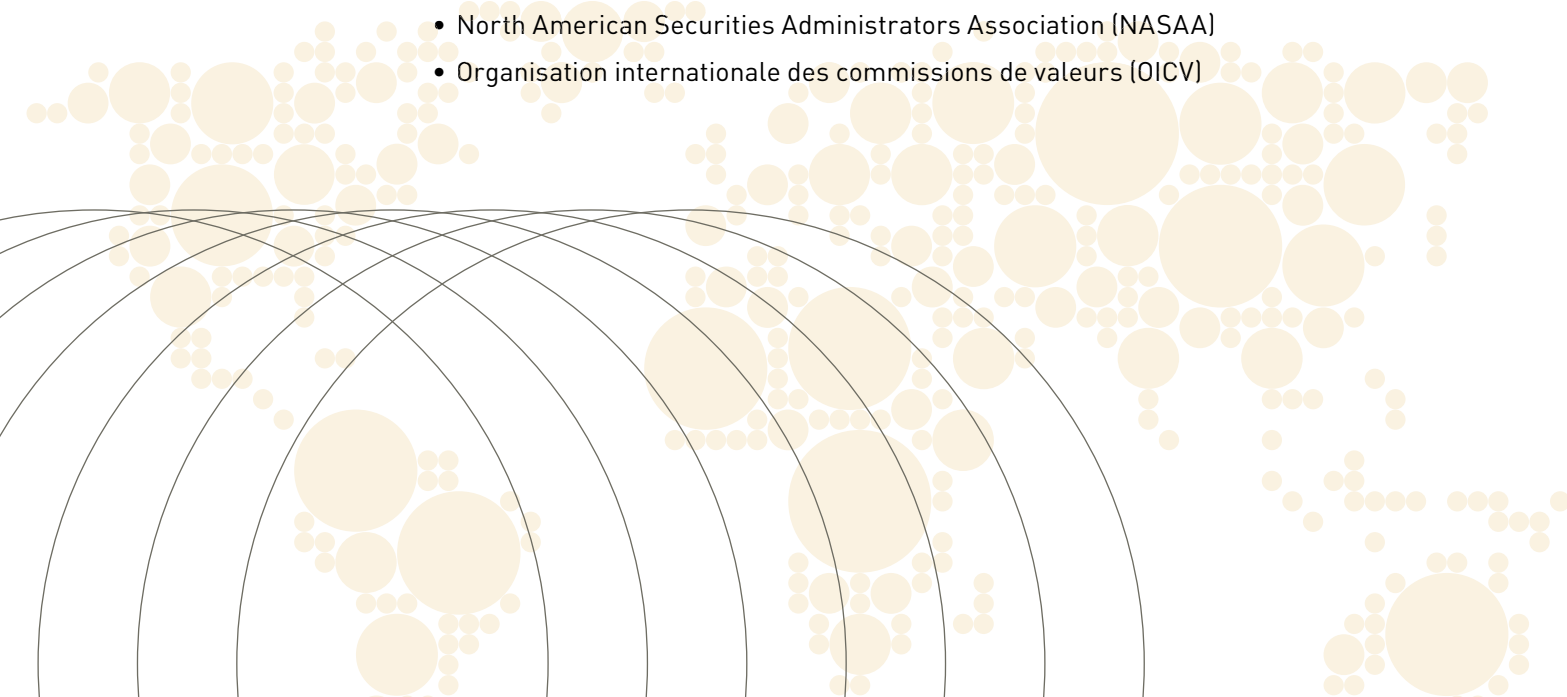 • North American Securities Administrators Association (NASAA)
• Organisation internationale des commissions de valeurs (OICV)